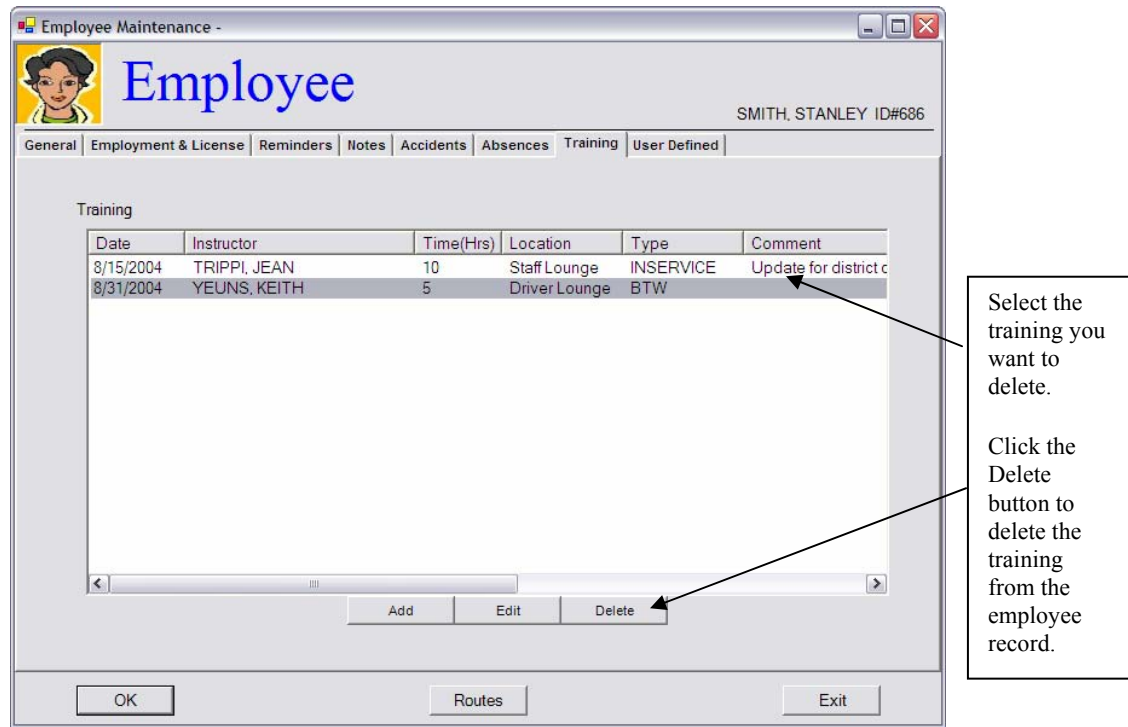 Employee Maintenance -
Employee
SMITH, STANLEY ID#686
General Employment & License Reminders Notes Accidents Absences Training User Defined
Training
Date Instructor Time(Hrs) Location Type Comment
8/15/2004 TRIPPI, JEAN 10 Staff Lounge INSERVICE Update for district c
8/31/2004 YEUNS, KEITH 5 Driver Lounge BTW
Add Edit Delete
OK Routes Exit
Select the
training you
want to
delete.
Click the
Delete
button to
delete the
training
from the
employee
record.